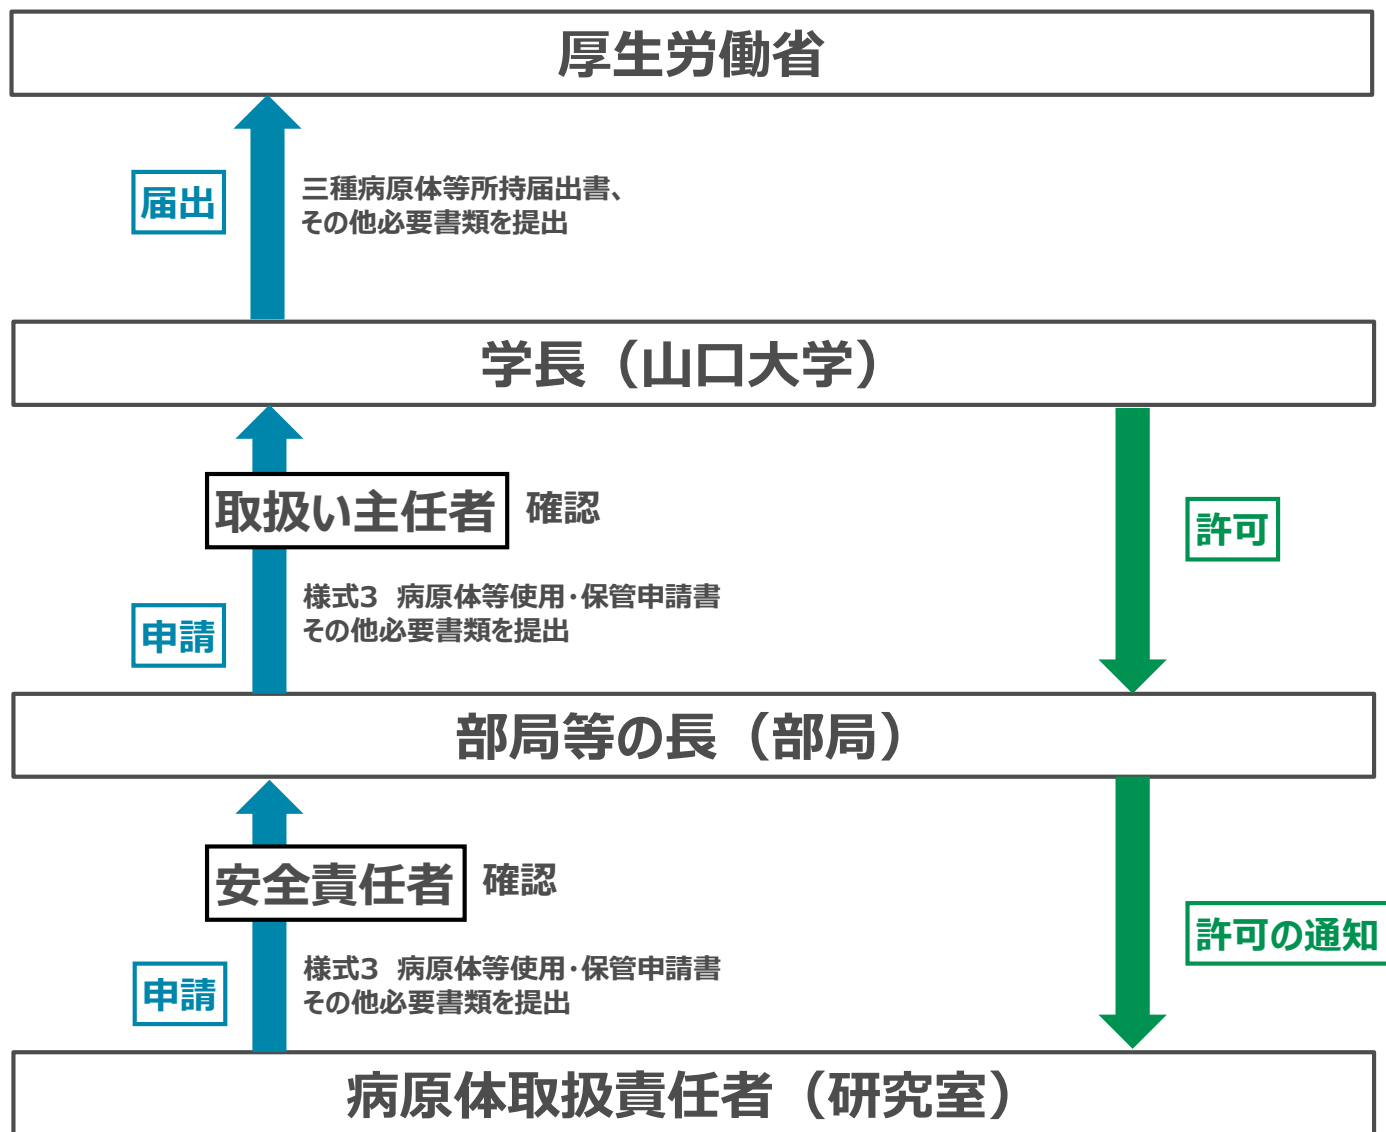 厚生労働省
届出
三種病原体等所持届出書、
その他必要書類を提出
学長（山口大学）
取扱い主任者 確認
許可
様式3 病原体等使用・保管申請書
その他必要書類を提出
申請
部局等の長（部局）
安全責任者 確認
許可の通知
様式3 病原体等使用・保管申請書
その他必要書類を提出
申請
病原体取扱責任者（研究室）